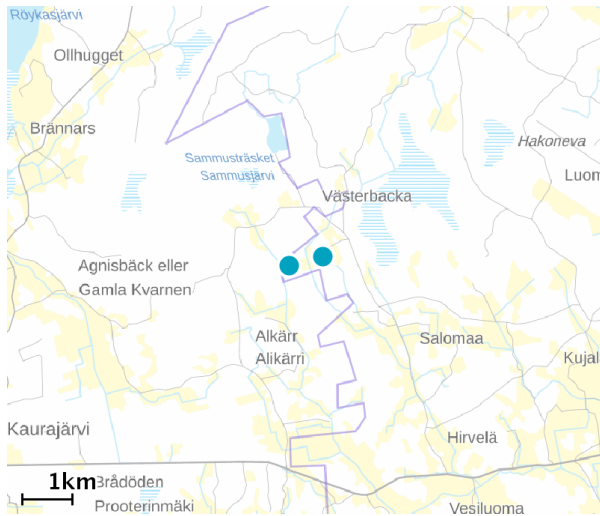 Röykasjärvi
Ollhugget
Brännars
Hakoneva
Sammusträsket
Sammusjärvi
Luom
Västerbacka
Agnisbäck eller
Gamla Kvarnen
Alkärr
Alikärri
Salomaa
Kujal
Kaurajärvi
Hirvelä
1km
Brådöden
Prooterinmäki
Vesiluoma